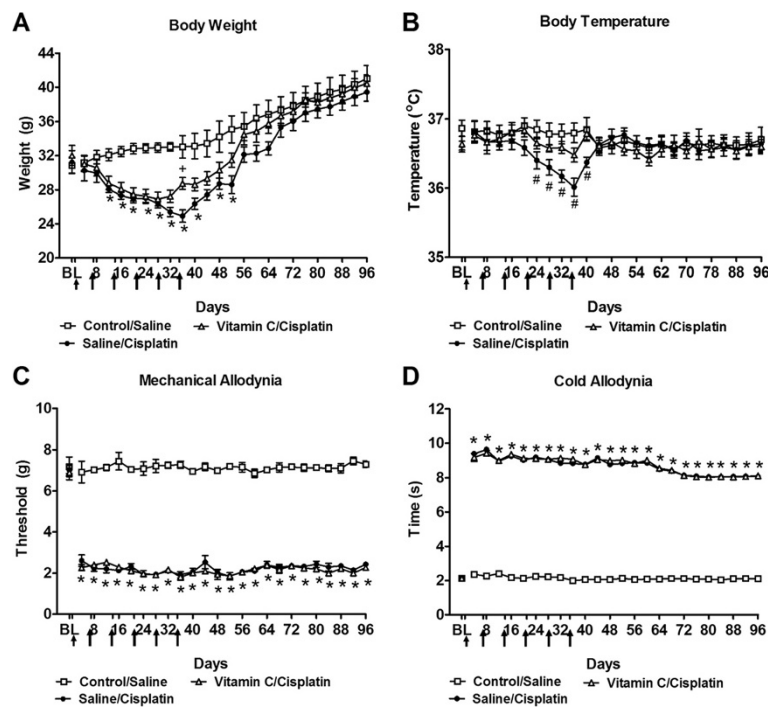 A
Body Weight
Weight (g)
44
40
36
32
28
24
20
+
* * * * * * * * * *
BL 8 16 24 32 40 48 56 64 72 80 88 96
Days
Control/Saline Vitamin C/Cisplatin
Saline/Cisplatin
B
Body Temperature
Temperature (°C)
38
37
36
35
# # # # #
BL 8 16 24 30 38 46 54 62 70 78 88 96
Days
Control/Saline Vitamin C/Cisplatin
Saline/Cisplatin
C
Mechanical Allodynia
Threshold (g)
10
8
6
4
2
0
* * * * * * * * * * * * * * * * * * * * * * * *
BL 8 16 24 32 40 48 56 64 72 80 88 96
Days
Control/Saline Vitamin C/Cisplatin
Saline/Cisplatin
D
Cold Allodynia
Time (s)
12
10
8
6
4
2
0
* * * * * * * * * * * * * * * * * * * * * * * *
BL 8 16 24 32 40 48 56 64 72 80 88 96
Days
Control/Saline Vitamin C/Cisplatin
Saline/Cisplatin